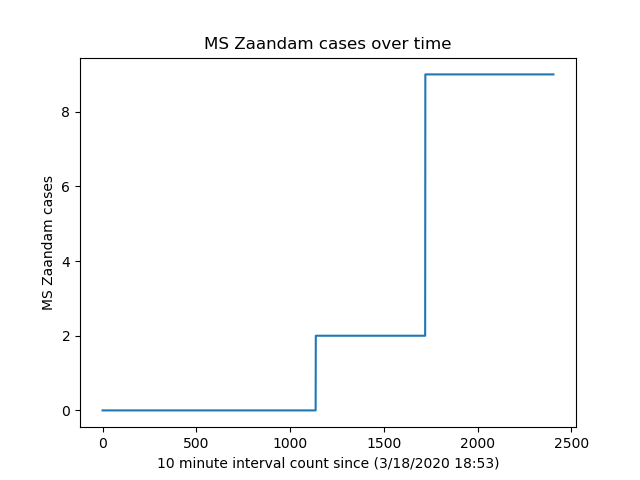 MS Zaandam cases over time
MS Zaandam cases
8
6
4
2
0
0 500 1000 1500 2000 2500
10 minute interval count since (3/18/2020 18:53)